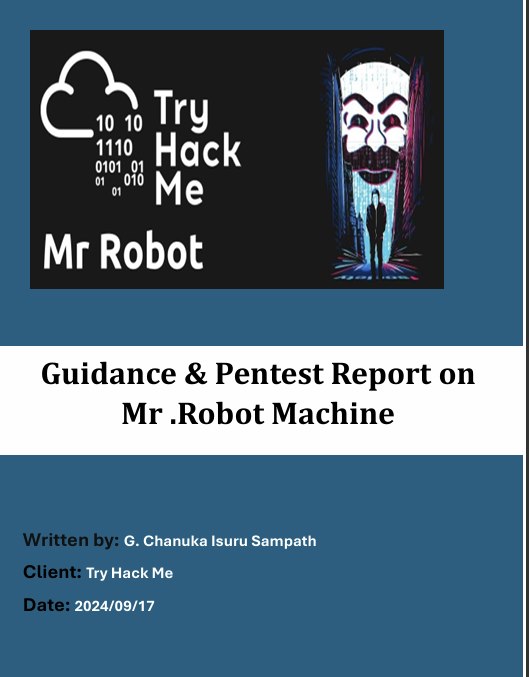 Try
Hack
Me
10 10
1110
0101 01
01 010
01
Mr Robot
Guidance & Pentest Report on
Mr .Robot Machine
Written by: G. Chanuka Isuru Sampath
Client: Try Hack Me
Date: 2024/09/17